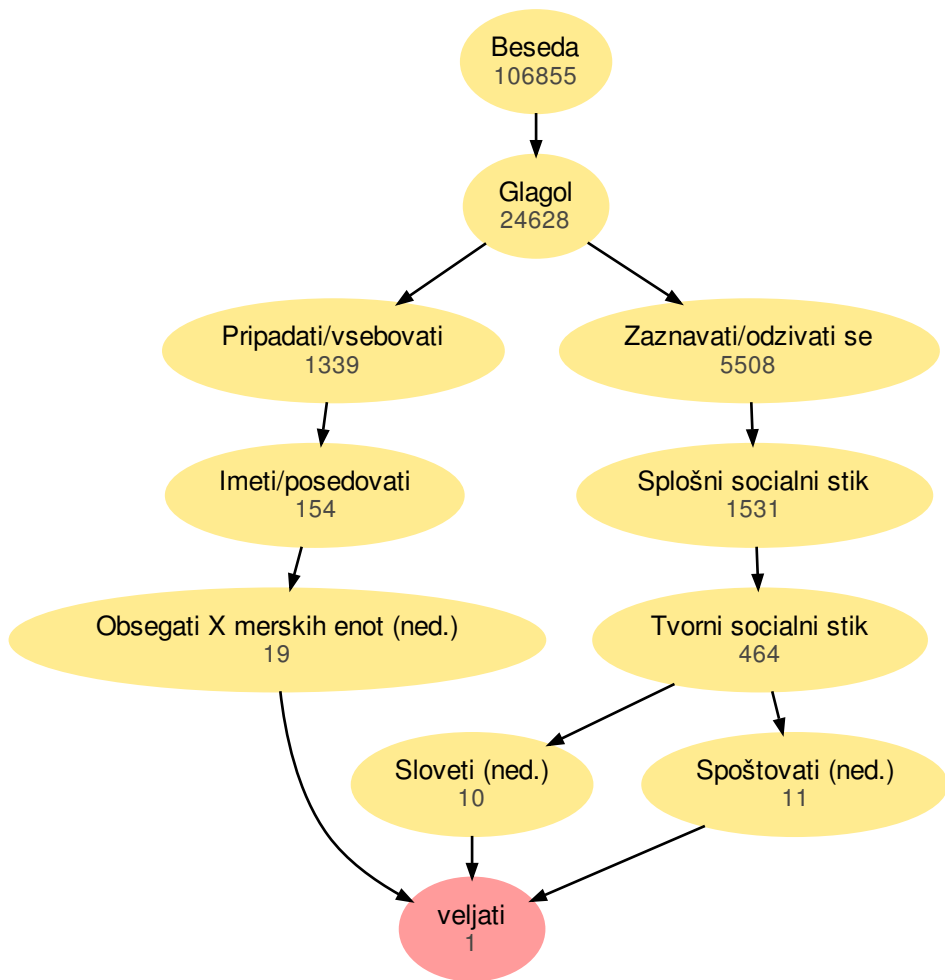 Beseda
106855
Glagol
24628
Pripadati/vsebovati
1339
Zaznavati/odzivati se
5508
Imeti/posedovati
154
Splošni socialni stik
1531
Obsegati X merskih enot (ned.)
19
Tvorni socialni stik
464
Sloveti (ned.)
10
Spoštovati (ned.)
11
veljati
1